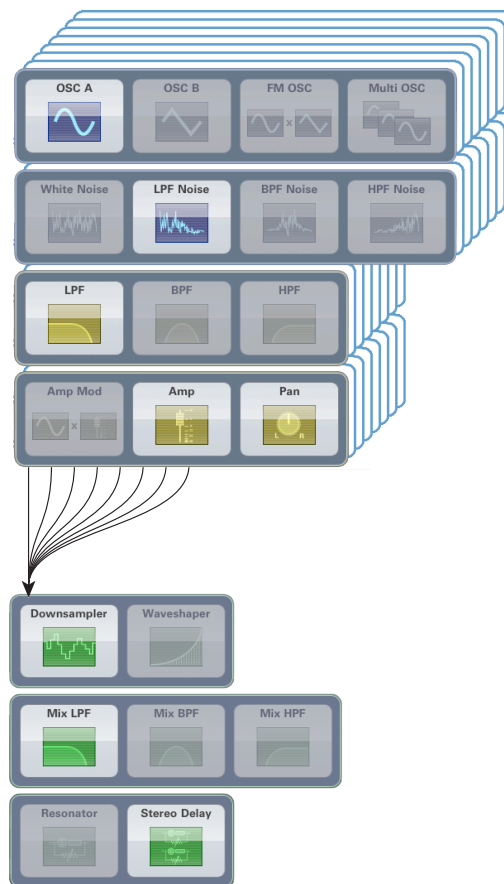 OSC A
OSC B
FM OSC
Multi OSC
x
White Noise
LPF Noise
BPF Noise
HPF Noise
LPF
BPF
HPF
Amp Mod
Amp
Pan
x
L R
Downsampler
Waveshaper
Mix LPF
Mix BPF
Mix HPF
Resonator
Stereo Delay